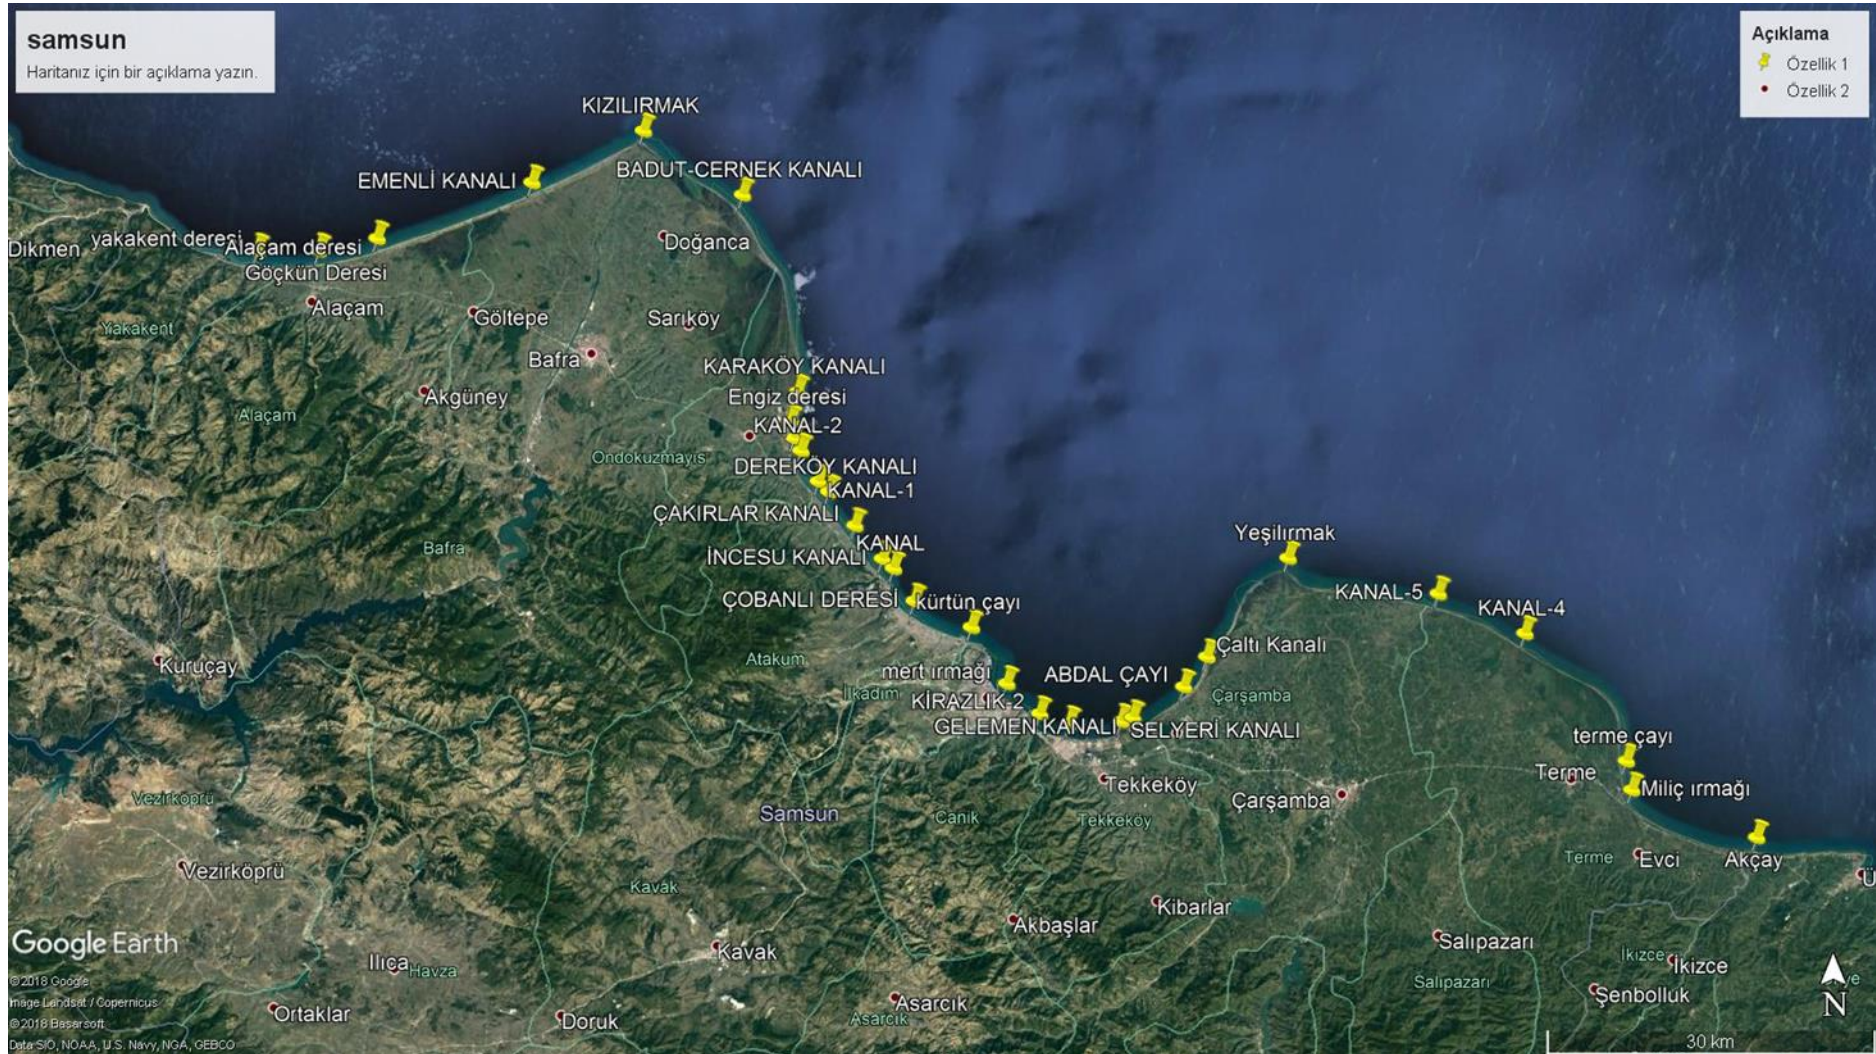 samsun
Haritanız için bir açıklama yazın.
Açıklama
Özellik 1
Özellik 2
KIZILIRMAK
BADUT-CERNEK KANALI
EMENLİ KANALI
Dikmen
yakakent deresi
Alaçam deresi
Doğanca
Göçkün Deresi
Alaçam
Göltepe
Sarıköy
Yakakent
Bafra
KARAKÖY KANALI
Akgüney
Engiz deresi
Alaçam
KANAL-2
Ondokuzmayıs
DEREKÖY KANALI
KANAL-1
ÇAKIRLAR KANALI
Yeşilırmak
KANAL
Bafra
İNCESU KANALI
KANAL-5
ÇOBANLI DERESİ
kürtün çayı
KANAL-4
Çaltı Kanalı
Kuruçay
Atakum
mert ırmağı
ABDAL ÇAYI
İlkadım
Çarşamba
KİRAZLIK-2
GELEMEN KANALI
SELYERİ KANALI
terme çayı
Terme
Tekkeköy
Miliç ırmağı
Vezirköprü
Çarşamba
Samsun
Canik
Tekkeköy
Terme
Evci
Akçay
Vezirköprü
Ü
Kavak
Kibarlar
Akbaşlar
Google Earth
Kavak
Salıpazarı
Ilıca
Havza
İkizce
İkizce
©2018 Google
Salıpazarı
Şenbolluk
ye
Image Landsat / Copernicus
Asarcık
Ortaklar
Doruk
Asarcık
N
©2018 Basarsoft
Data SIO, NOAA, U.S. Navy, NGA, GEBCO
30 km